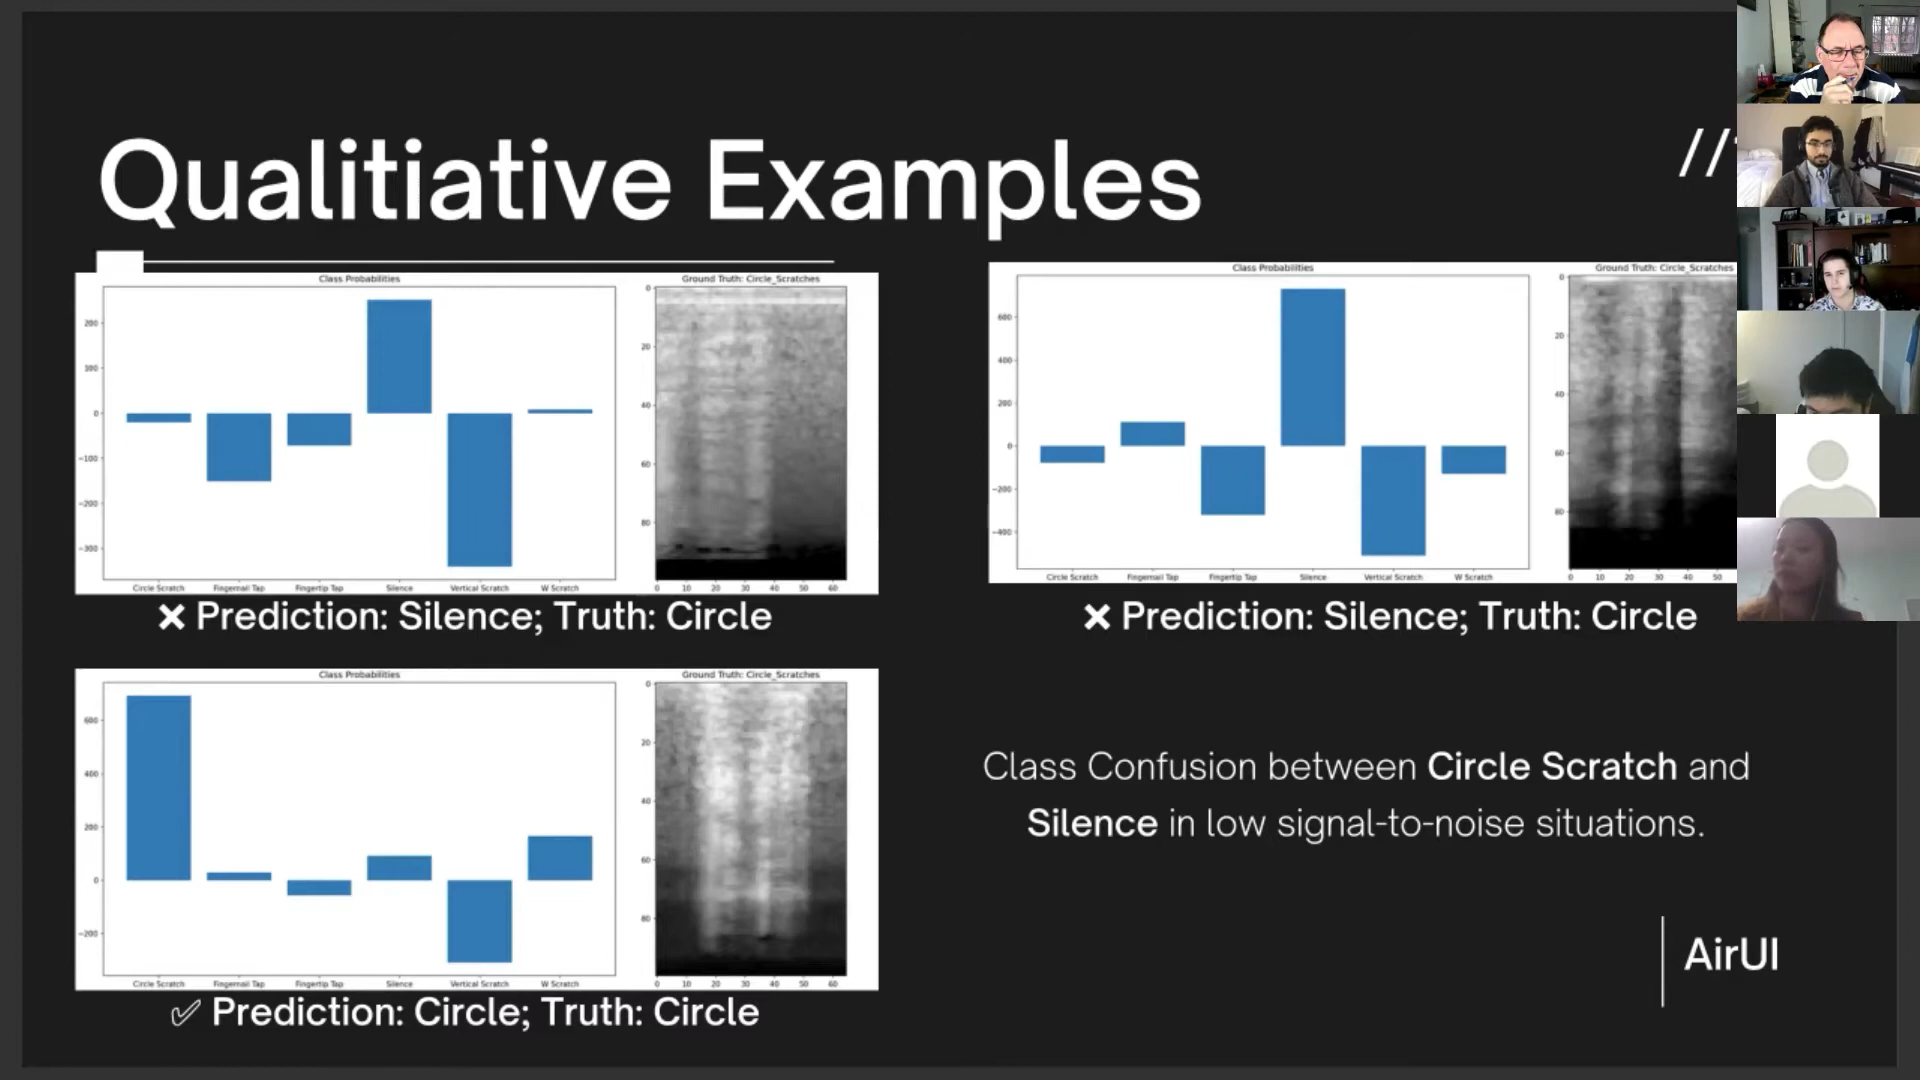 Qualitiative Examples
//
Class Probabilities
Ground Truth: Circle_Scratches
200
100
0
−100
−200
−300
0
20
40
60
80
Circle Scratch Fingernail Tap Fingertip Tap Silence Vertical Scratch W Scratch
0 10 20 30 40 50 60
❌ Prediction: Silence; Truth: Circle
Class Probabilities
Ground Truth: Circle_Scratches
600
400
200
0
−200
−400
0
20
40
60
80
Circle Scratch Fingernail Tap Fingertip Tap Silence Vertical Scratch W Scratch
0 10 20 30 40 50
❌ Prediction: Silence; Truth: Circle
Class Probabilities
Ground Truth: Circle_Scratches
600
400
200
0
−200
0
20
40
60
80
Circle Scratch Fingernail Tap Fingertip Tap Silence Vertical Scratch W Scratch
0 10 20 30 40 50 60
✅ Prediction: Circle; Truth: Circle
Class Confusion between Circle Scratch and
Silence in low signal-to-noise situations.
AirUI